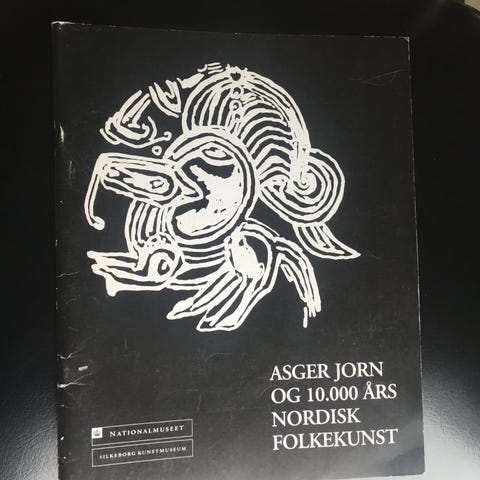 ASGER JORN
OG 10.000 ÅRS
NORDISK
FOLKEKUNST
NATIONALMUSEET
SILKEBORG KUNSTMUSEUM